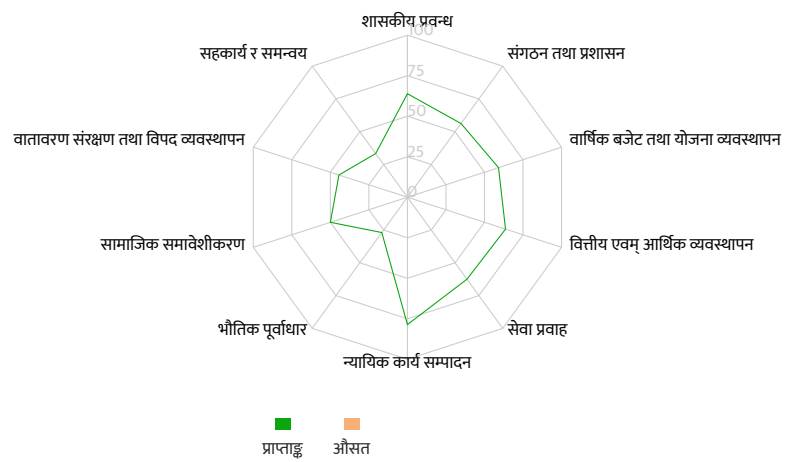 शासकीय प्रवन्ध
100
सहकार्य र समन्वय
संगठन तथा प्रशासन
75
50
वातावरण संरक्षण तथा विपद व्यवस्थापन
वार्षिक बजेट तथा योजना व्यवस्थापन
25
0
सामाजिक समावेशीकरण
वित्तीय एवम् आर्थिक व्यवस्थापन
भौतिक पूर्वाधार
सेवा प्रवाह
न्यायिक कार्य सम्पादन
प्राप्ताङ्क
औसत